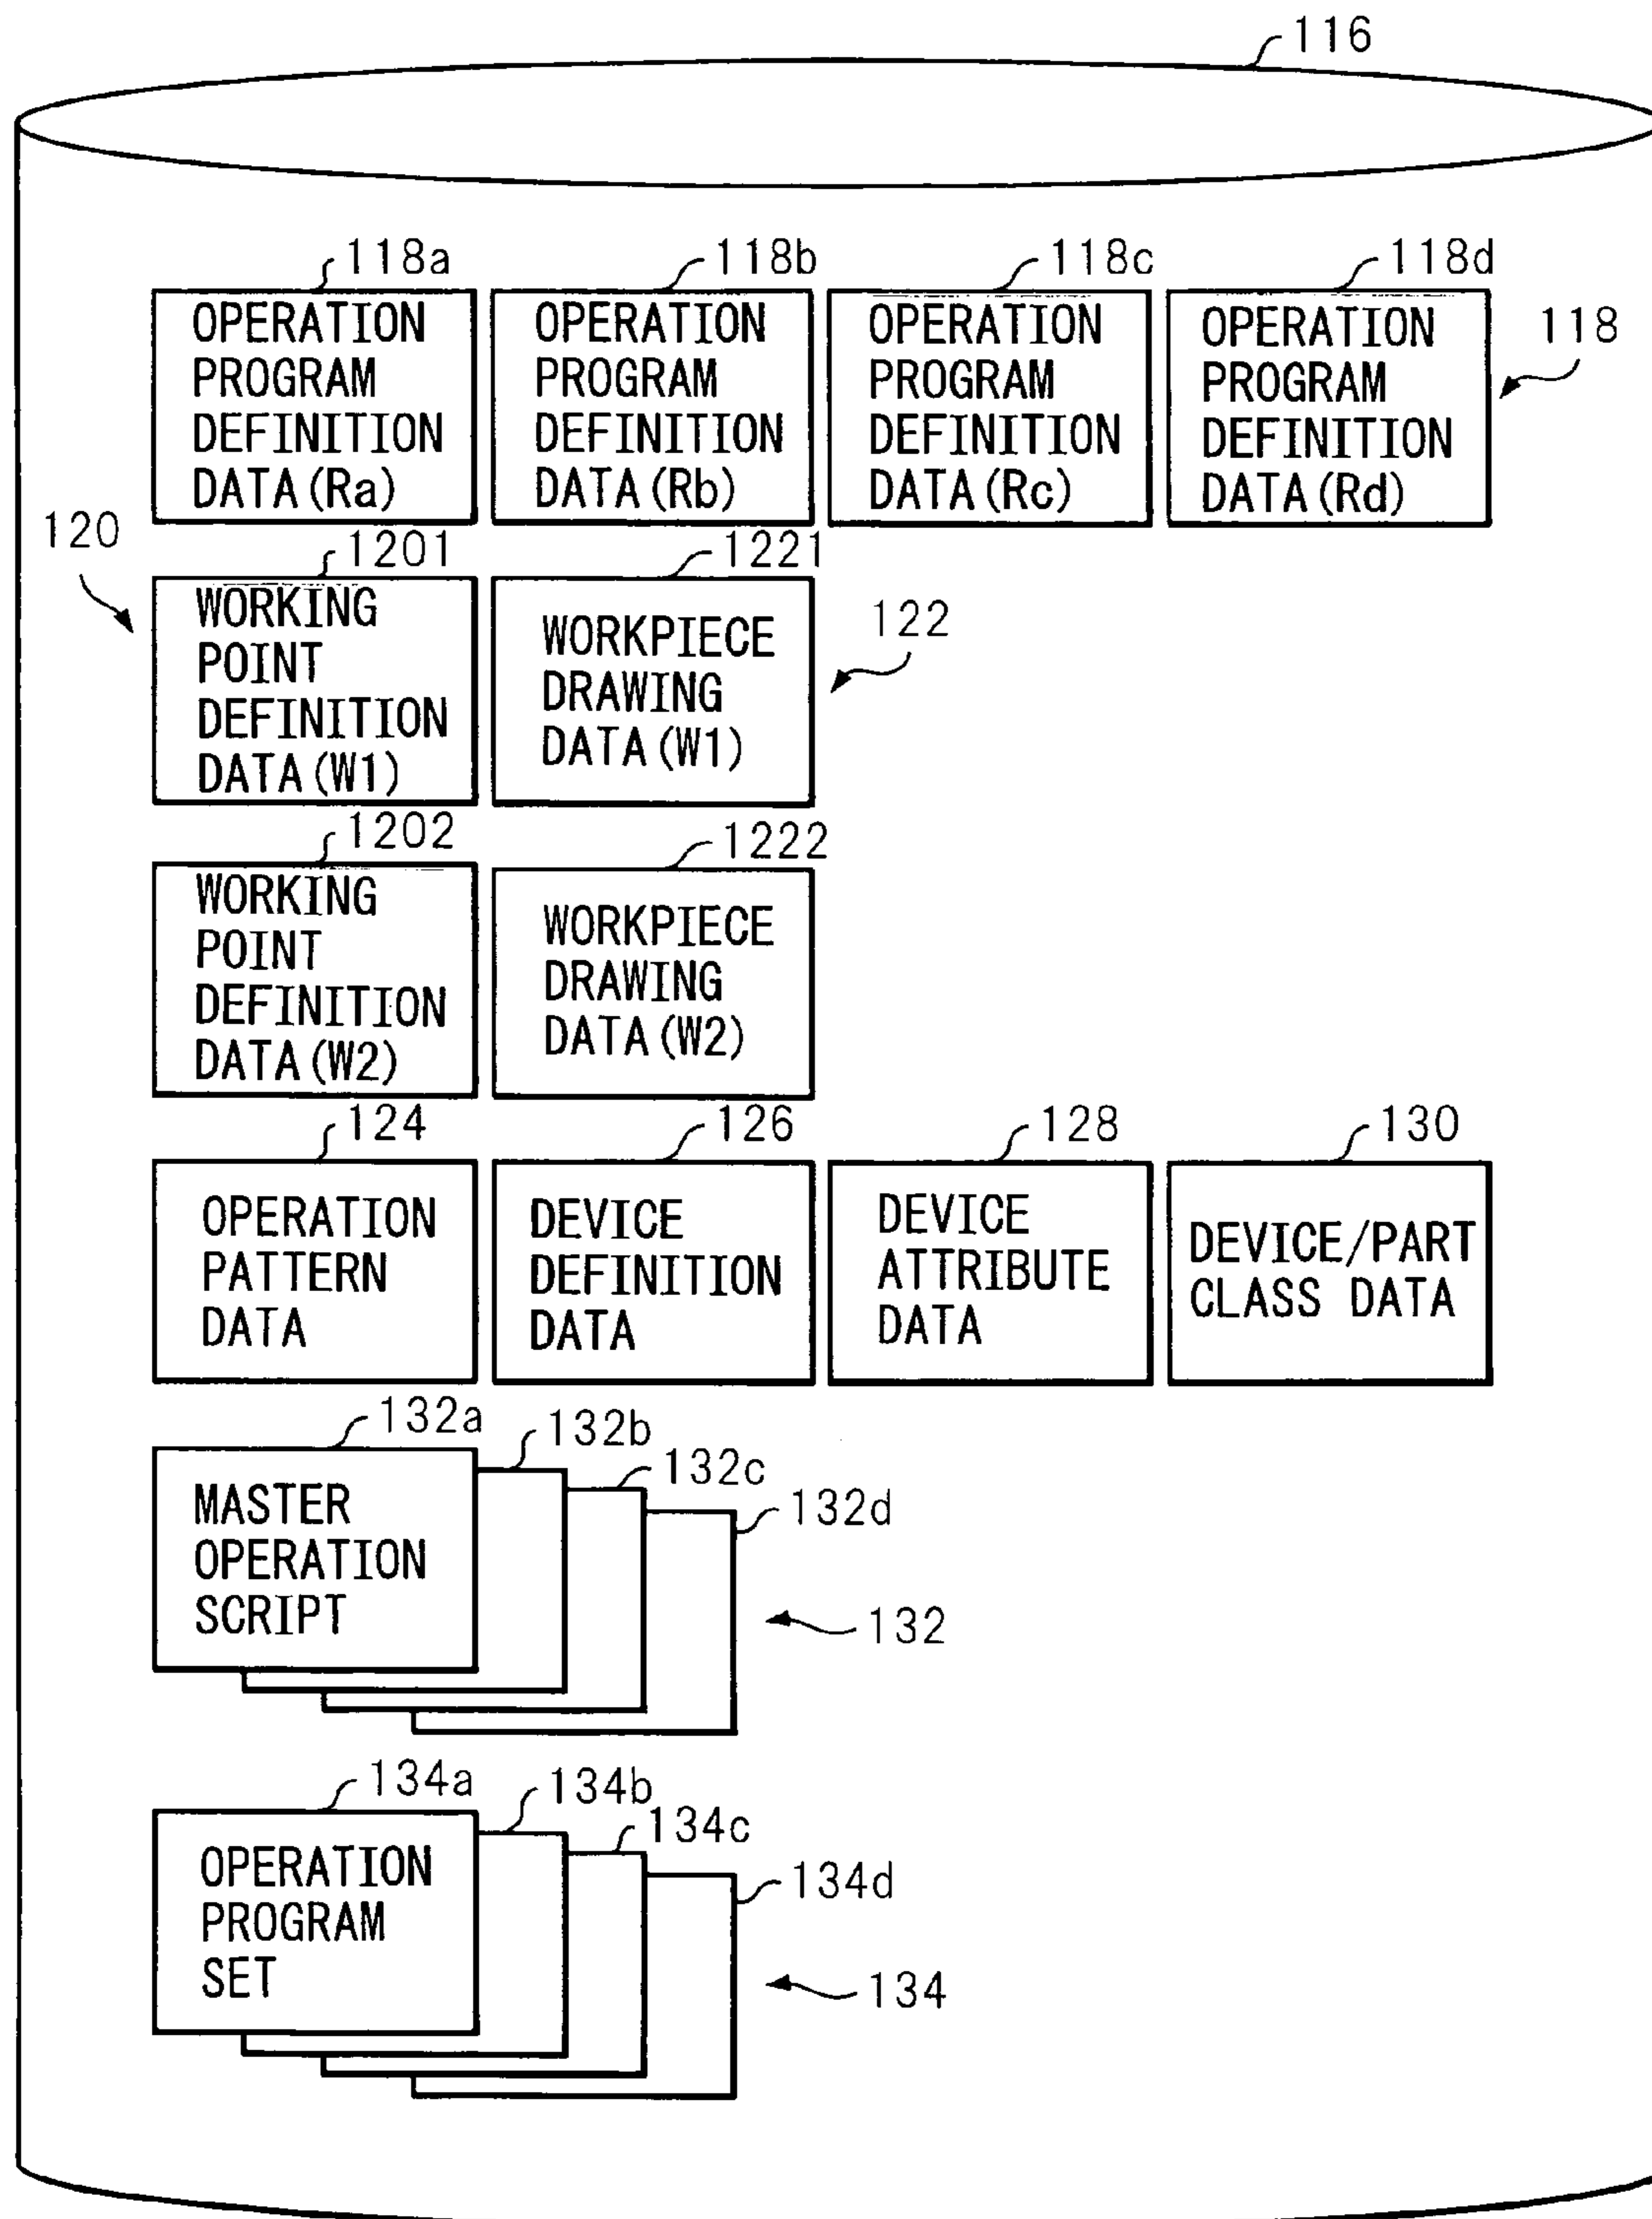 116
118a
118b
118c
118d
OPERATION
PROGRAM
DEFINITION
DATA(Ra)
OPERATION
PROGRAM
DEFINITION
DATA(Rb)
OPERATION
PROGRAM
DEFINITION
DATA(Rc)
OPERATION
PROGRAM
DEFINITION
DATA(Rd)
118
120
1201
1221
WORKING
POINT
DEFINITION
DATA(W1)
WORKPIECE
DRAWING
DATA(W1)
122
1202
1222
WORKING
POINT
DEFINITION
DATA(W2)
WORKPIECE
DRAWING
DATA(W2)
124
126
128
130
OPERATION
PATTERN
DATA
DEVICE
DEFINITION
DATA
DEVICE
ATTRIBUTE
DATA
DEVICE/PART
CLASS DATA
132a
132b
132c
132d
MASTER
OPERATION
SCRIPT
132
134a
134b
134c
134d
OPERATION
PROGRAM
SET
134